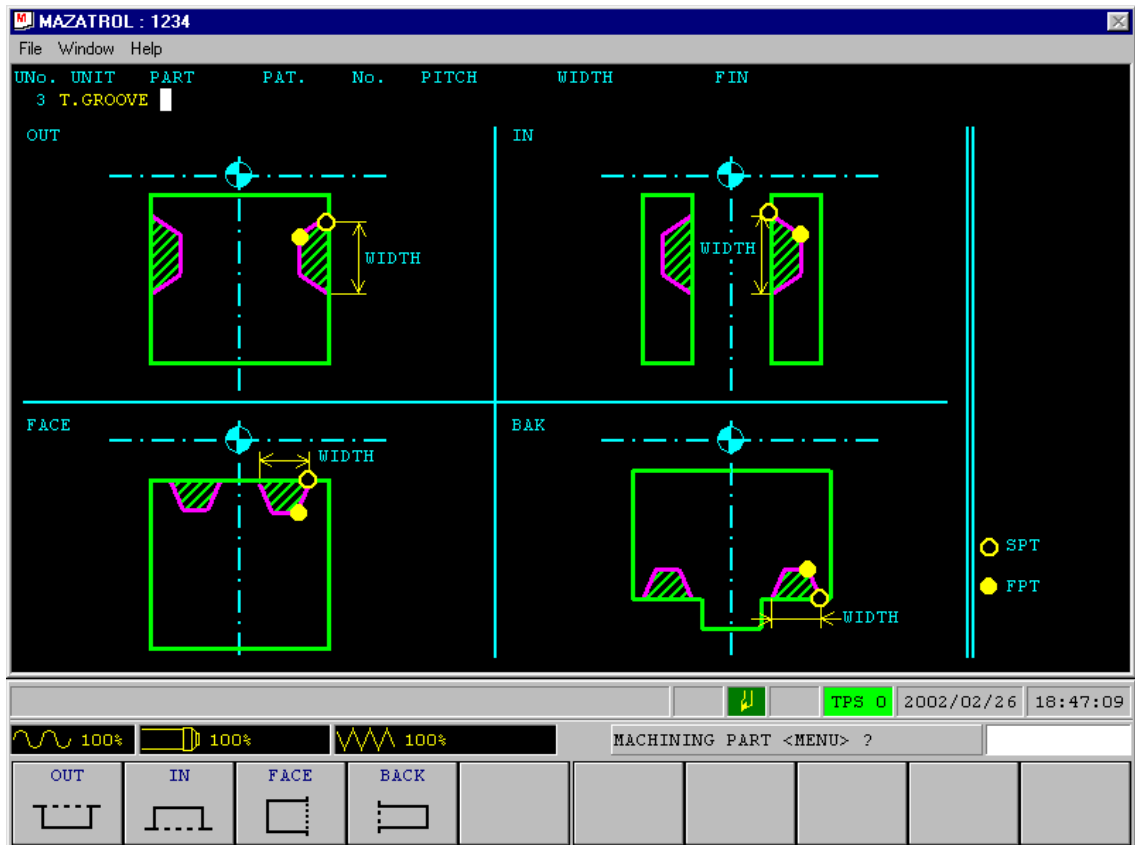 MAZATROL : 1234
File Window Help
UNo. UNIT PART PAT. No. PITCH WIDTH FIN
3 T.GROOVE
OUT
IN
WIDTH
WIDTH
FACE
BAK
WIDTH
SPT
FPT
WIDTH
TPS 0 2002/02/26 18:47:09
100% 100% 100% MACHINING PART <MENU> ?
OUT IN FACE BACK